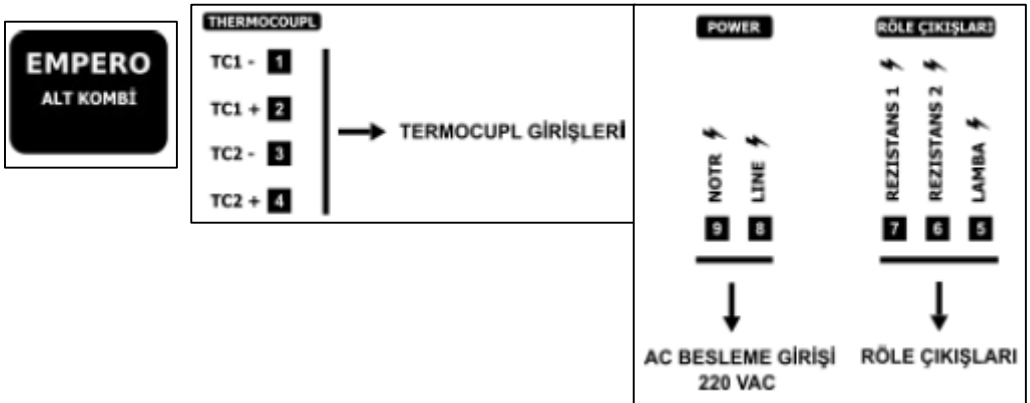 EMPERO
ALT KOMBİ
THERMOCOUPL
TC1 - 1
TC1 + 2
TC2 - 3
TC2 + 4
TERMOCUPL GİRİŞLERİ
POWER
NOTR
LINE
9 8
AC BESLEME GİRİŞİ
220 VAC
RÖLE ÇIKIŞLARI
REZISTANS 1
REZISTANS 2
LAMBA
7 6 5
RÖLE ÇIKIŞLARI